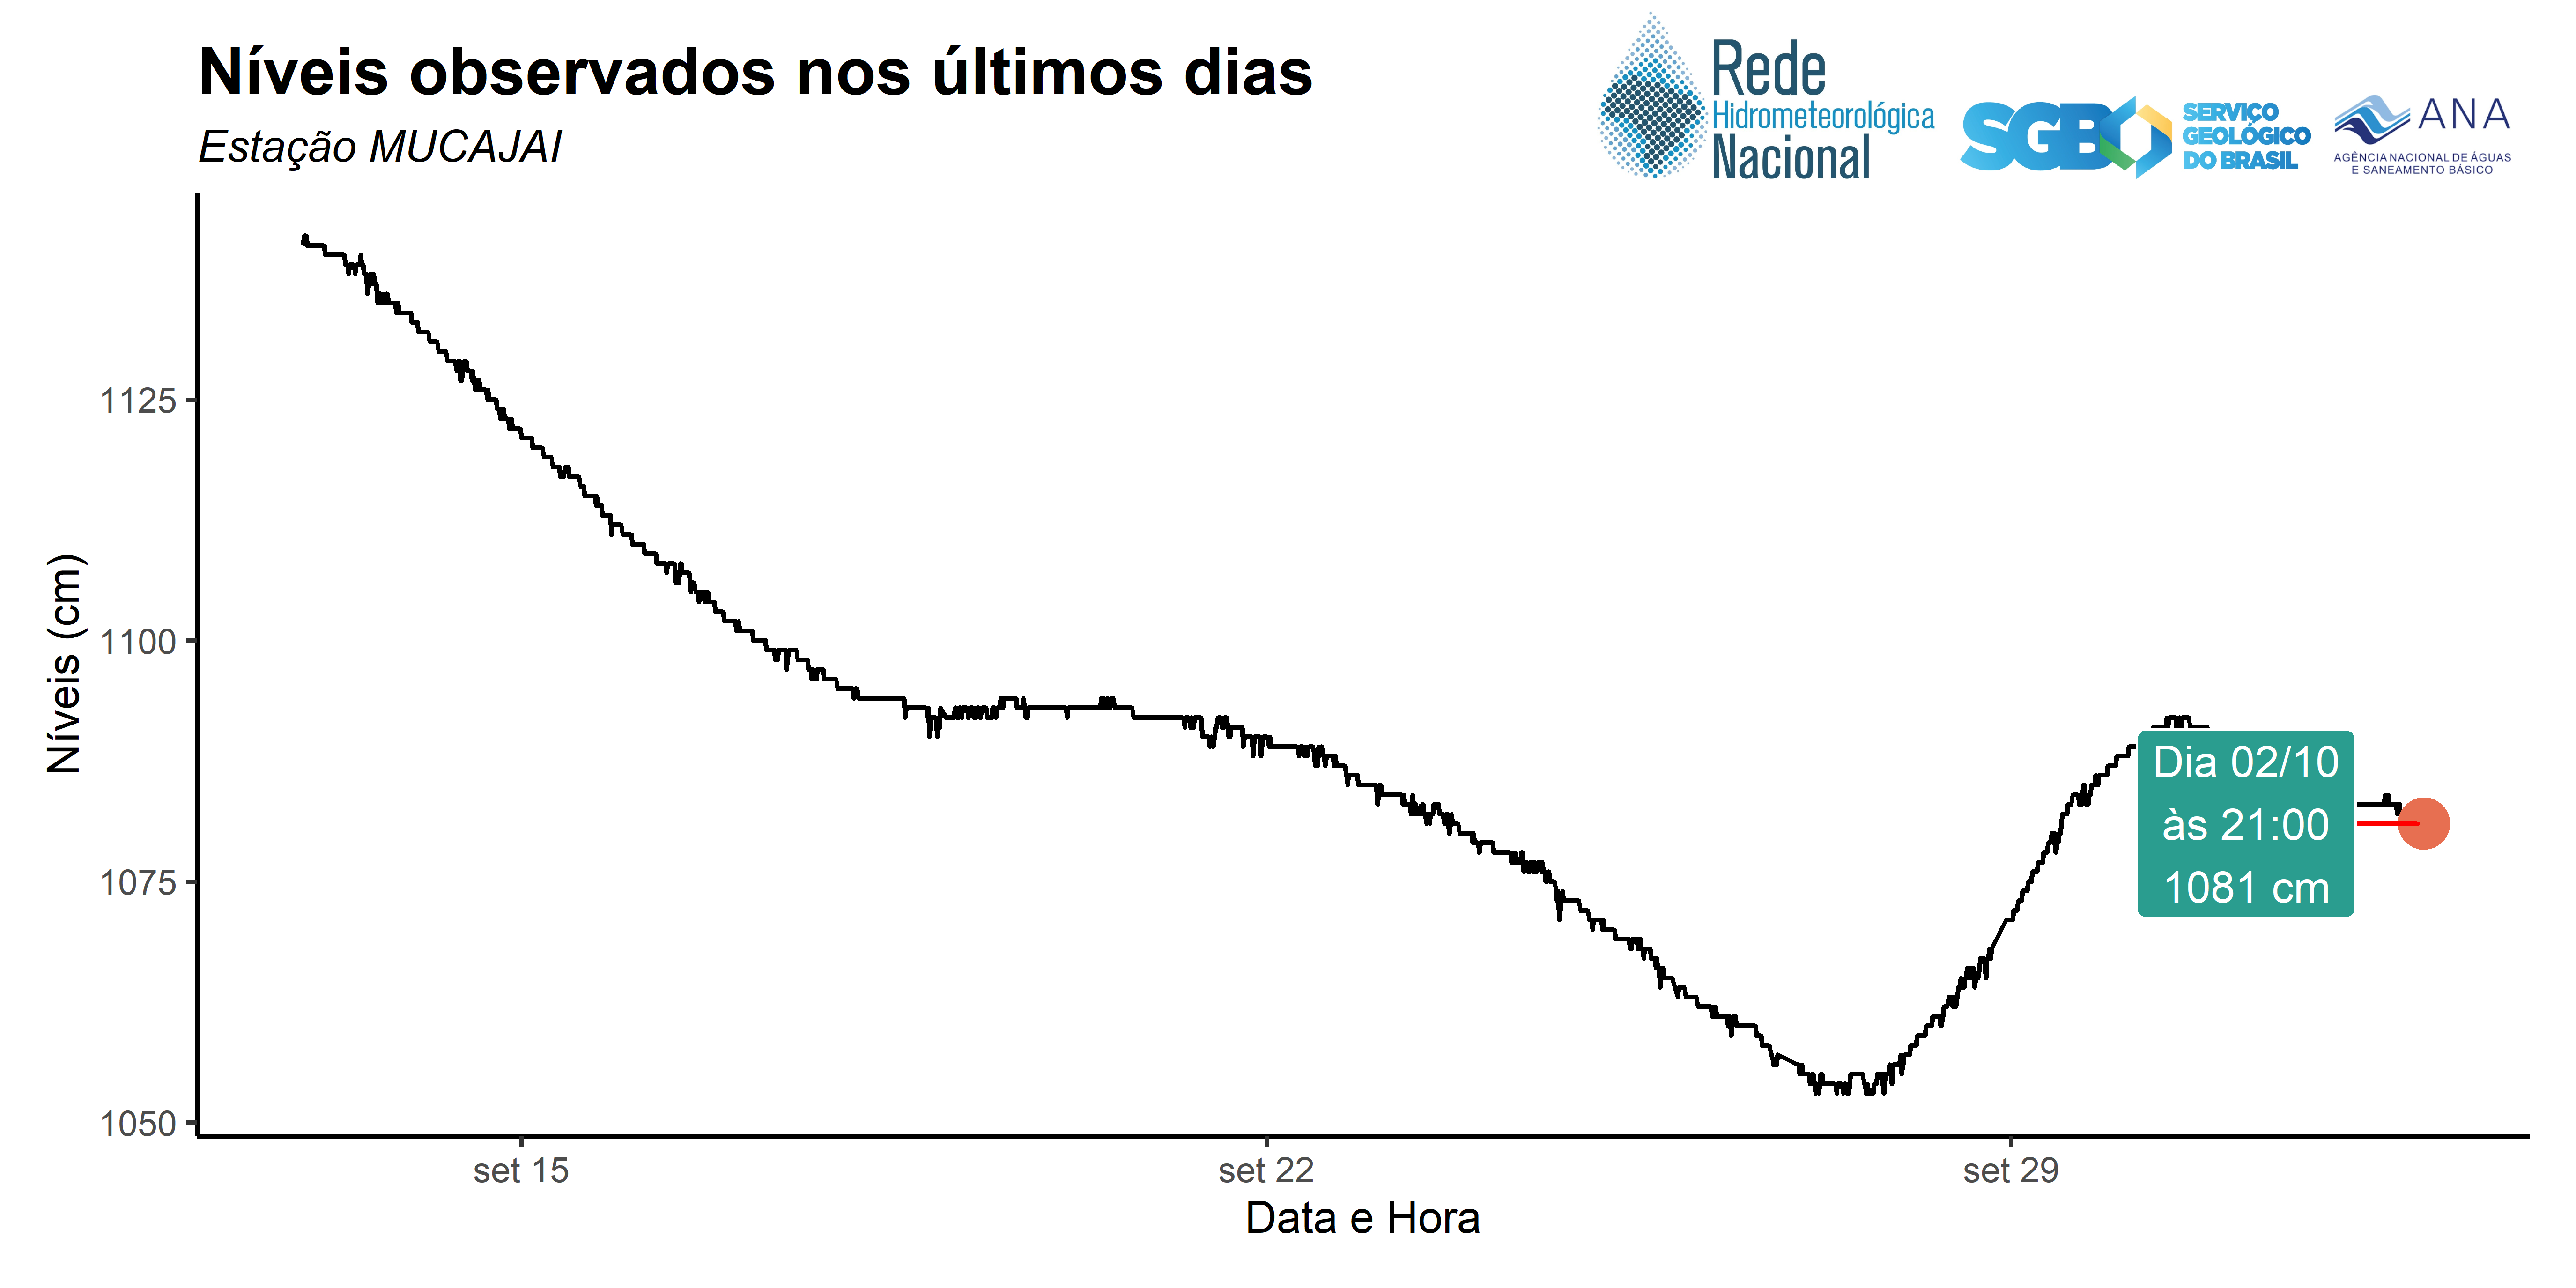 Níveis observados nos últimos dias
Estação MUCAJAI
Rede
Hidrometeorológica
Nacional
SGB
SERVIÇO
GEOLÓGICO
DO BRASIL
ANA
AGÊNCIA NACIONAL DE ÁGUAS
E SANEAMENTO BÁSICO
Níveis (cm)
1125
1100
1075
1050
Dia 02/10
às 21:00
1081 cm
set 15
set 22
set 29
Data e Hora